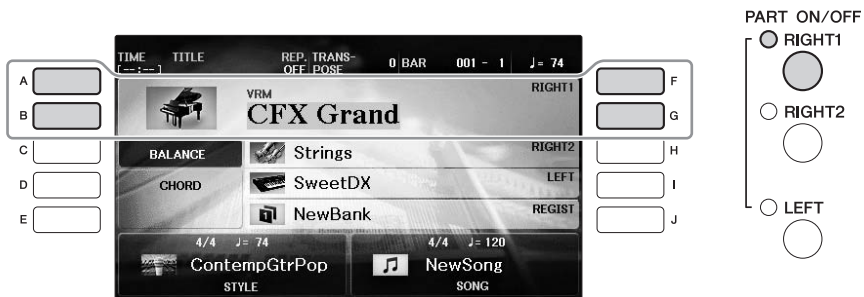 PART ON/OFF
TIME TITLE REP. TRANS- 0 BAR 001 - 1 ♩= 74
[--:--] OFF POSE
RIGHT1
A
VRM
RIGHT1
F
B
CFX Grand
G
RIGHT2
C
BALANCE
Strings
RIGHT2
H
D
CHORD
SweetDX
LEFT
I
E
NewBank
REGIST
J
LEFT
4/4 ♩= 74
4/4 ♩= 120
ContempGtrPop
NewSong
STYLE
SONG